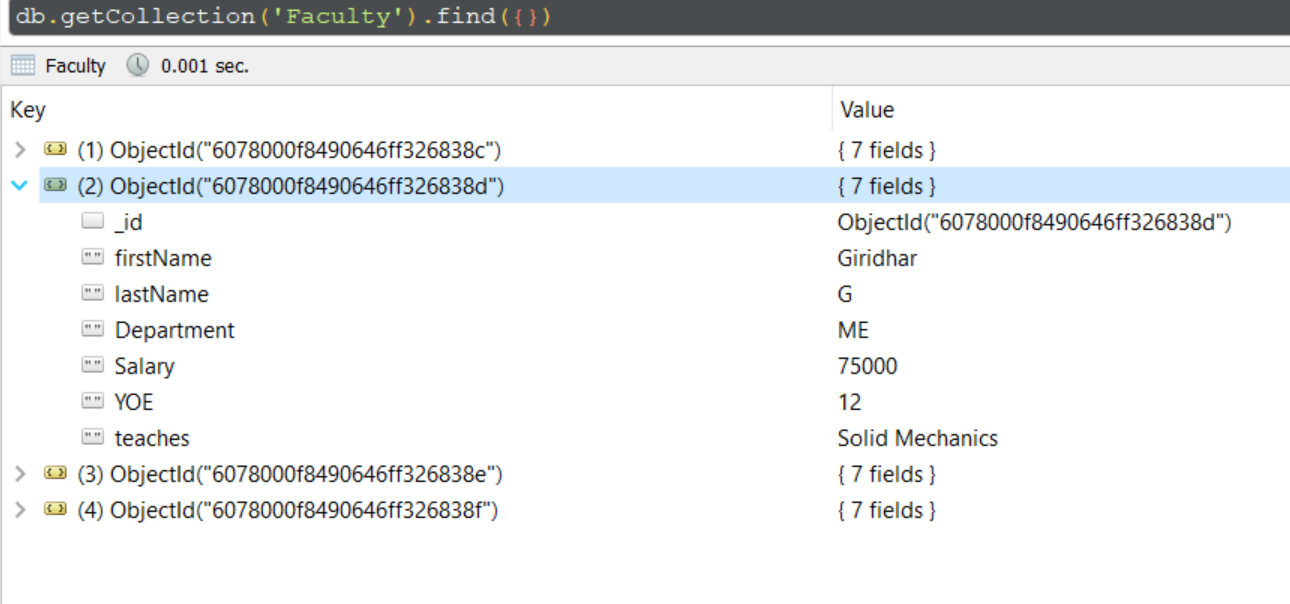 db.getCollection('Faculty').find({})
Faculty 0.001 sec.
Key Value
(1) ObjectId("6078000f8490646ff326838c") { 7 fields }
(2) ObjectId("6078000f8490646ff326838d") { 7 fields }
_id ObjectId("6078000f8490646ff326838d")
firstName Giridhar
lastName G
Department ME
Salary 75000
YOE 12
teaches Solid Mechanics
(3) ObjectId("6078000f8490646ff326838e") { 7 fields }
(4) ObjectId("6078000f8490646ff326838f") { 7 fields }